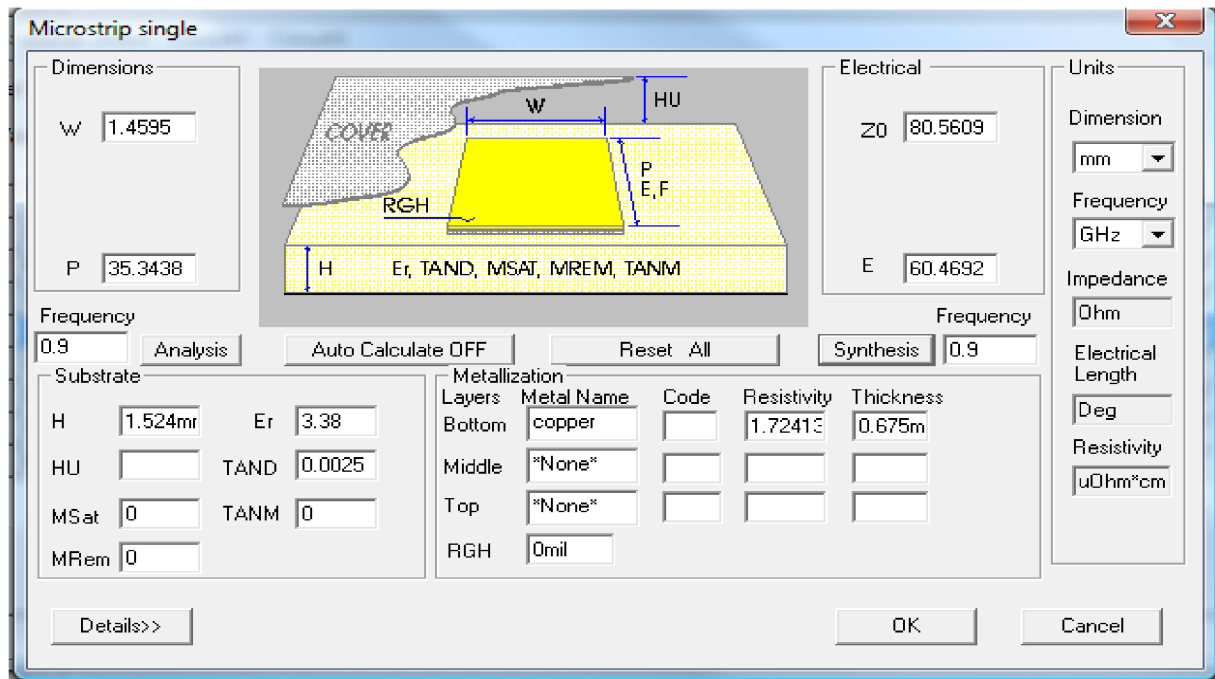 Microstrip single
Dimensions
W 1.4595
P 35.3438
COVER
W
HU
P
E,F
RGH
H Er, TAND, MSAT, MREM, TANM
Electrical
Z0 80.5609
E 60.4692
Units
Dimension
mm
Frequency
GHz
Impedance
Ohm
Electrical
Length
Deg
Resistivity
uOhm*cm
Frequency
0.9 Analysis Auto Calculate OFF Reset All Synthesis
Frequency
0.9
Substrate
H 1.524mr Er 3.38
HU TAND 0.0025
MSat 0 TANM 0
MRem 0
Metallization
Layers Metal Name Code Resistivity Thickness
Bottom copper 1.72413 0.675m
Middle *None*
Top *None*
RGH 0mil
Details>> OK Cancel